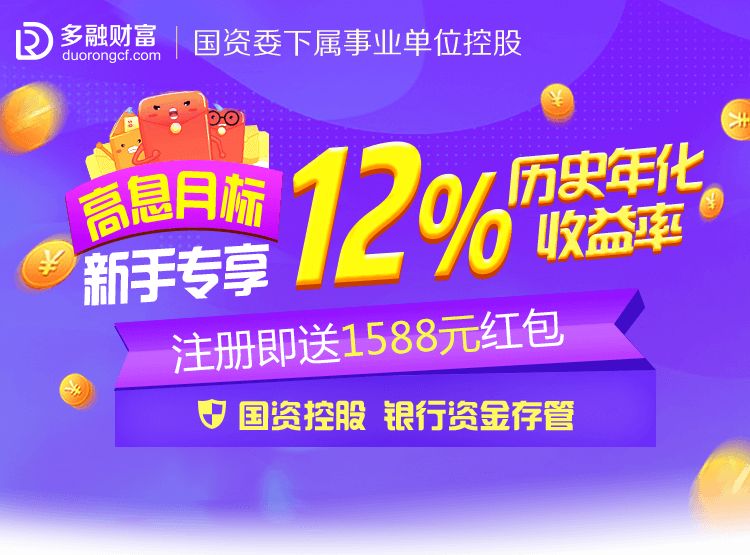 多融财富
duorongcf.com
国资委下属事业单位控股
高息月标
新手专享
12%
历史年化
收益率
注册即送1588元红包
国资控股 银行资金存管